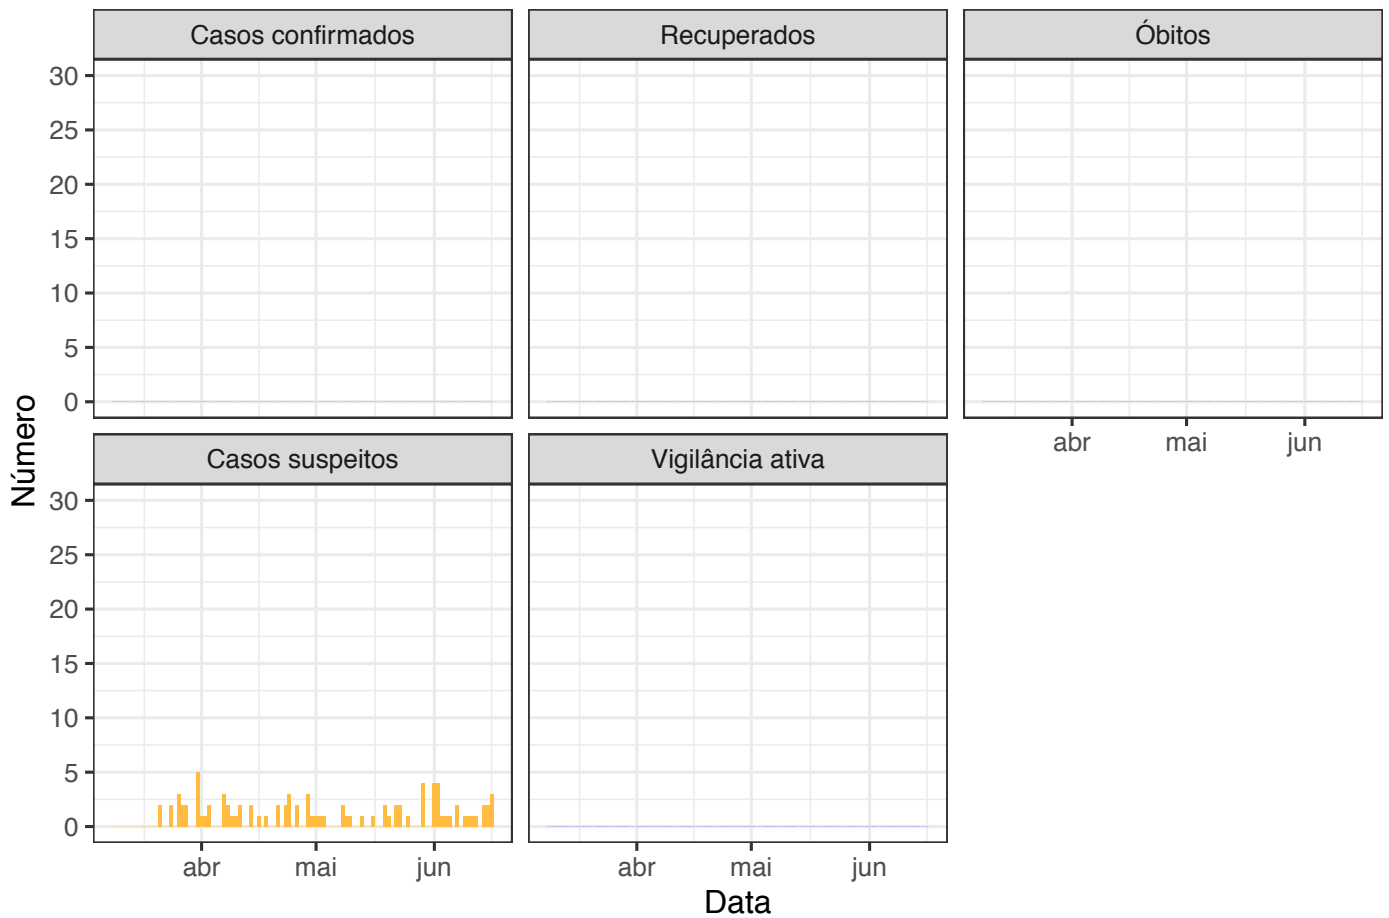 Casos confirmados
Recuperados
Óbitos
30
25
20
15
10
5
0
abr mai jun
Número
Casos suspeitos
Vigilância ativa
30
25
20
15
10
5
0
abr mai jun
abr mai jun
Data